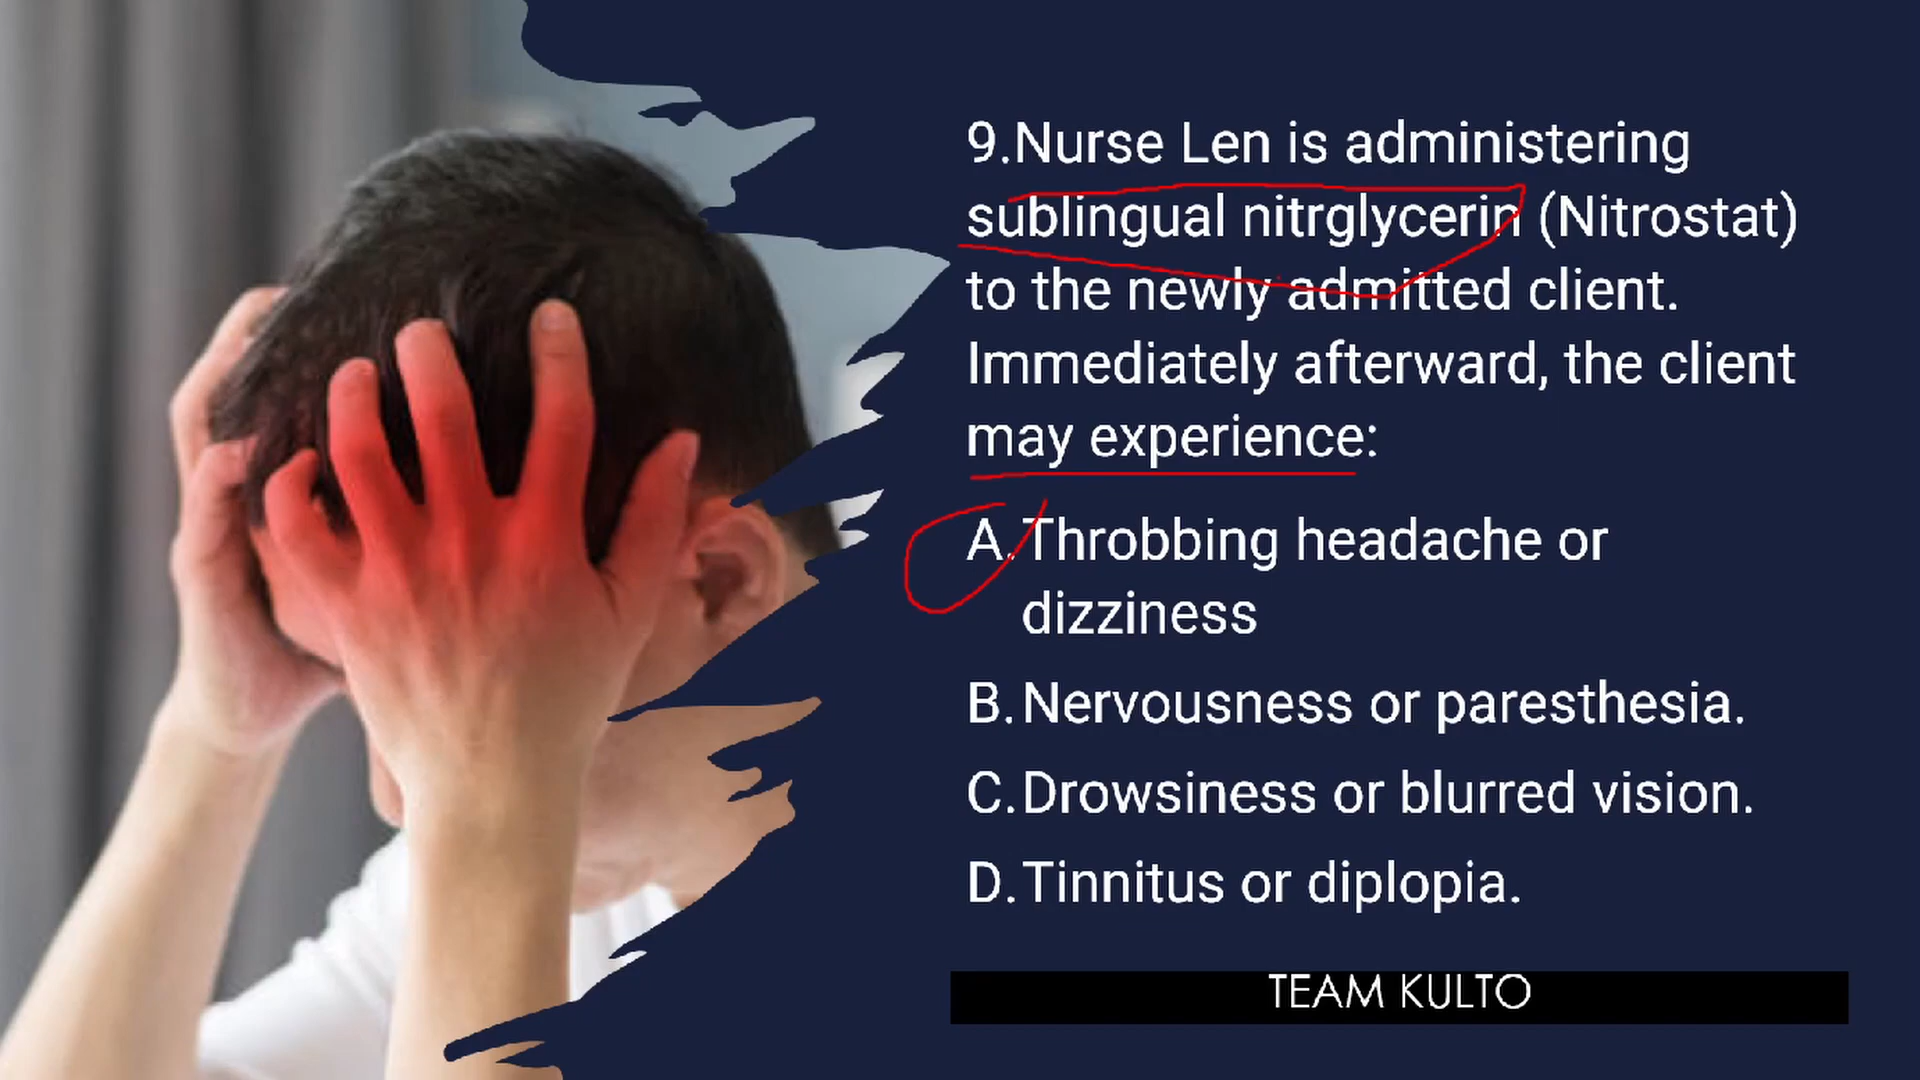 9.Nurse Len is administering
sublingual nitrglycerin (Nitrostat)
to the newly admitted client.
Immediately afterward, the client
may experience:
A.Throbbing headache or
dizziness
B.Nervousness or paresthesia.
C.Drowsiness or blurred vision.
D.Tinnitus or diplopia.
TEAM KULTO